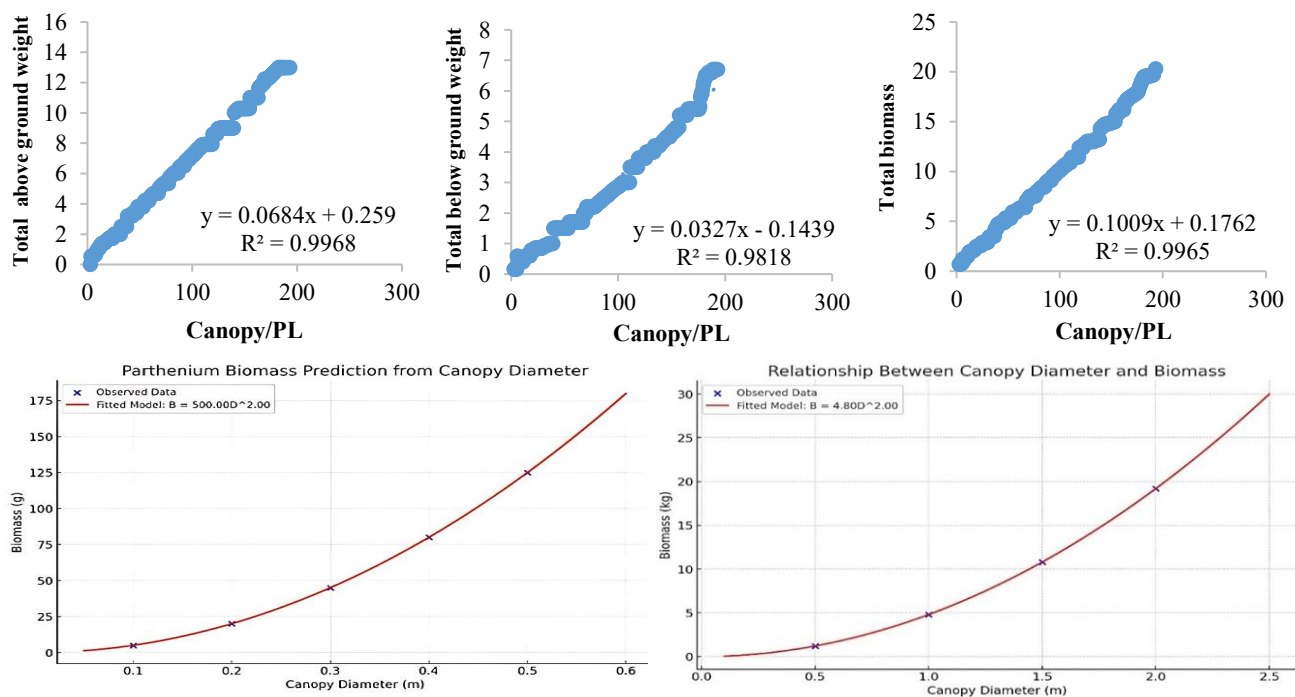 Total above ground weight
16
14
12
10
8
6
4
2
0
y = 0.0684x + 0.259
R² = 0.9968
0 100 200 300
Canopy/PL
Total below ground weight
8
7
6
5
4
3
2
1
0
y = 0.0327x - 0.1439
R² = 0.9818
0 100 200 300
Canopy/PL
Total biomass
25
20
15
10
5
0
y = 0.1009x + 0.1762
R² = 0.9965
0 100 200 300
Canopy/PL
Parthenium Biomass Prediction from Canopy Diameter
Observed Data
Fitted Model: B = 500.00D^2.00
Biomass (g)
175
150
125
100
75
50
25
0
0.1 0.2 0.3 0.4 0.5 0.6
Canopy Diameter (m)
Relationship Between Canopy Diameter and Biomass
Observed Data
Fitted Model: B = 4.80D^2.00
Biomass (kg)
30
25
20
15
10
5
0
0.0 0.5 1.0 1.5 2.0 2.5
Canopy Diameter (m)